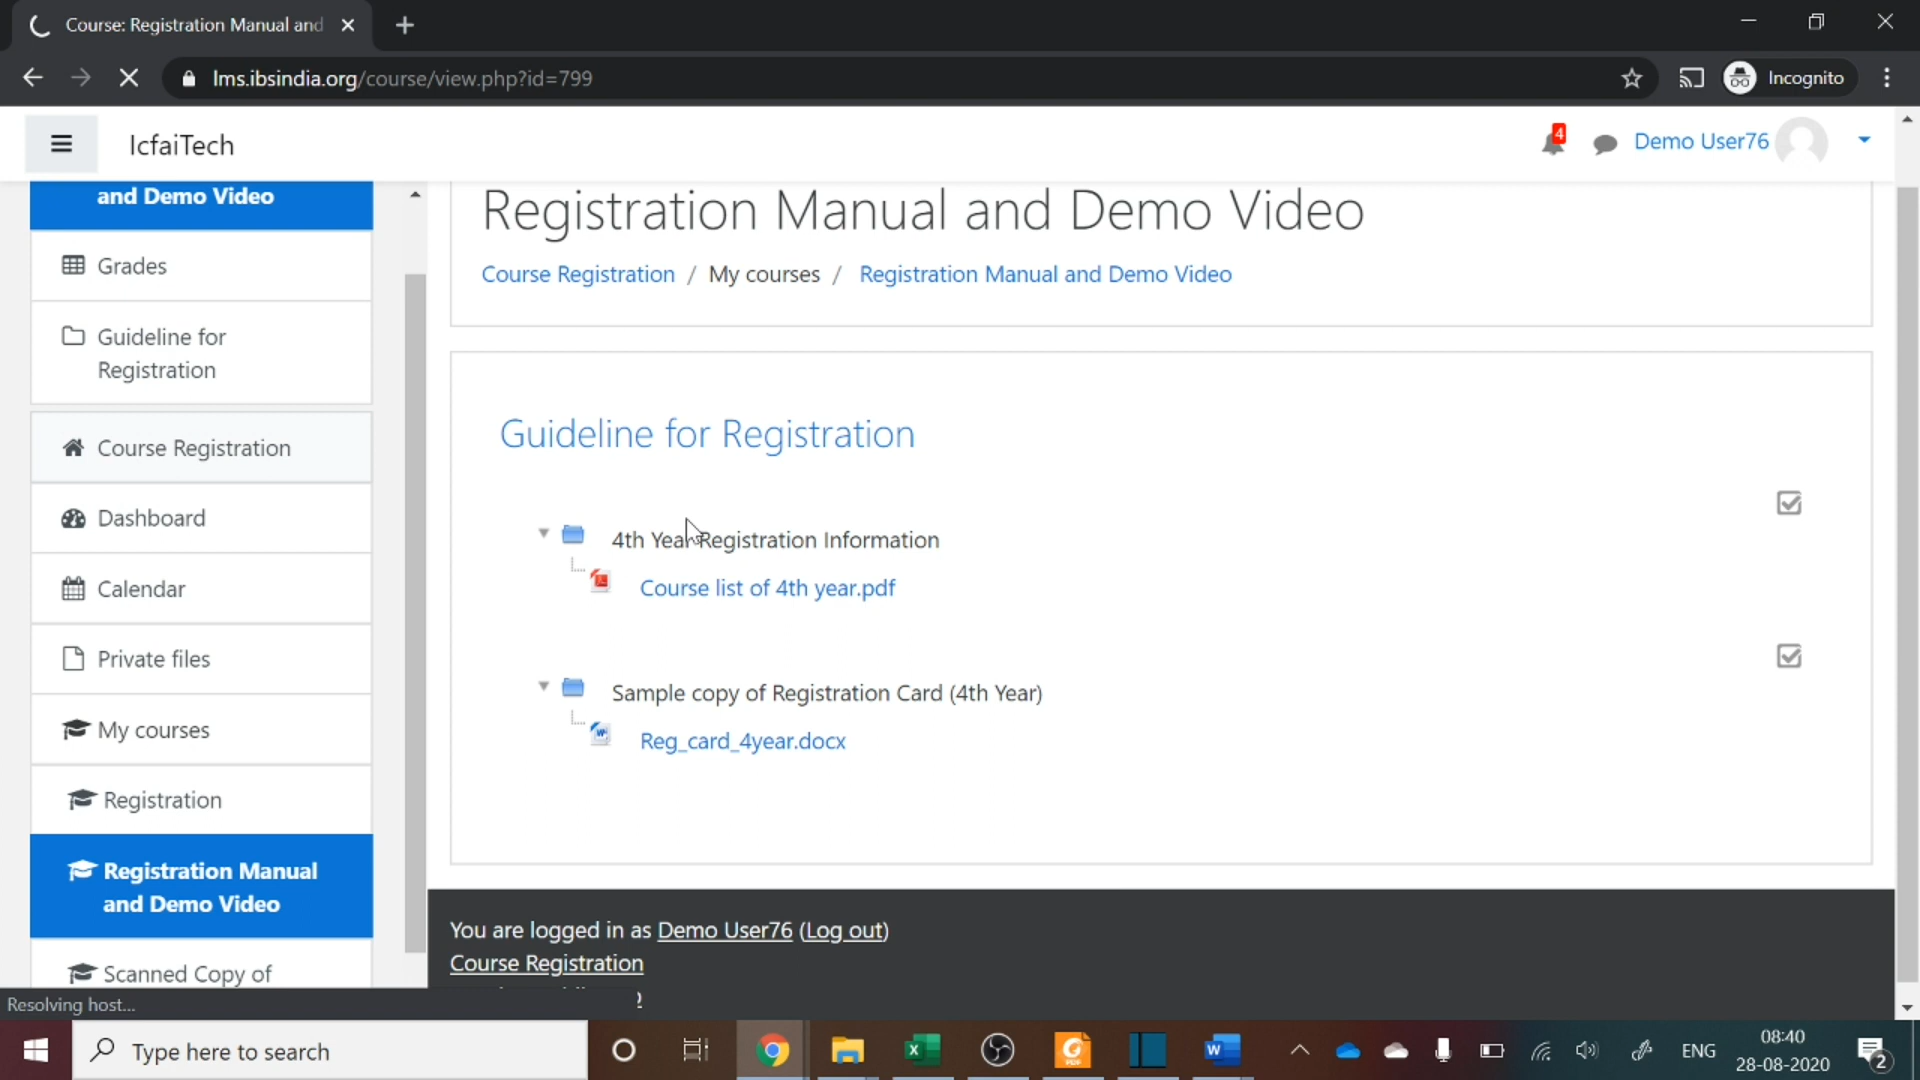 Course: Registration Manual and
lms.ibsindia.org/course/view.php?id=799
Incognito
IcfaiTech
4
Demo User76
and Demo Video
Grades
Guideline for
Registration
Course Registration
Dashboard
Calendar
Private files
My courses
Registration
Registration Manual
and Demo Video
Scanned Copy of
Registration Manual and Demo Video
Course Registration / My courses / Registration Manual and Demo Video
Guideline for Registration
4th Year Registration Information
Course list of 4th year.pdf
Sample copy of Registration Card (4th Year)
Reg_card_4year.docx
You are logged in as Demo User76 (Log out)
Course Registration
Resolving host...
Type here to search
ENG
08:40
28-08-2020
2